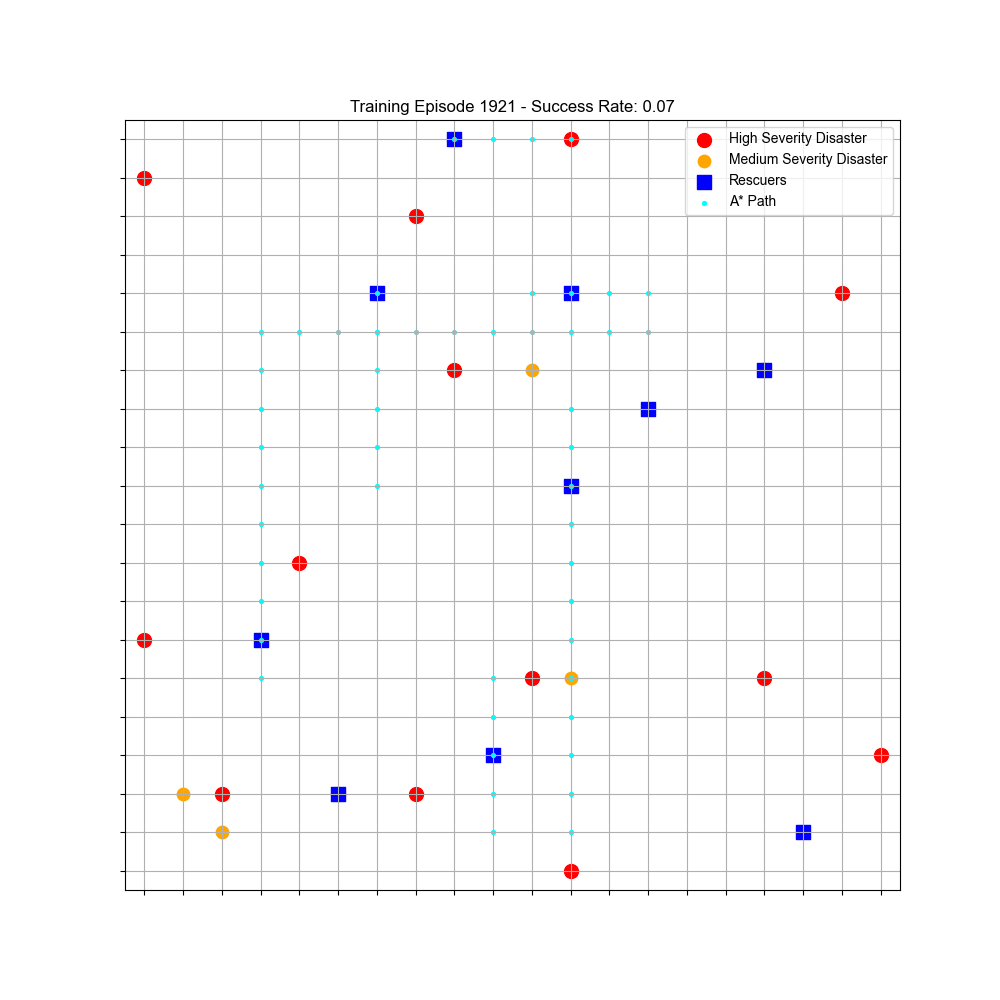 Training Episode 1921 - Success Rate: 0.07
High Severity Disaster
Medium Severity Disaster
Rescuers
A* Path